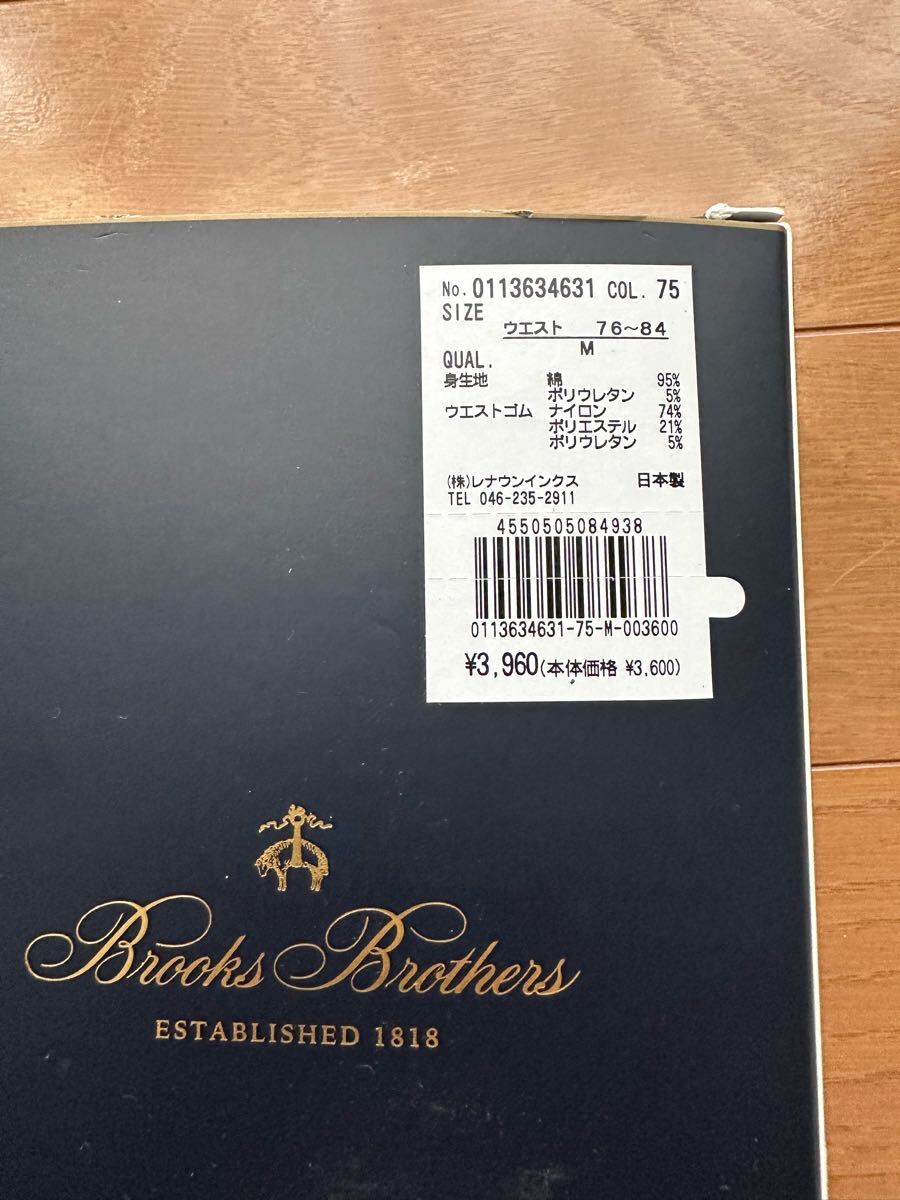 No. 0113634631 COL. 75
SIZE
ウエスト 76～84
M
QUAL.
身生地 綿 95%
ポリウレタン 5%
ウエストゴム ナイロン 74%
ポリエステル 21%
ポリウレタン 5%
(株)レナウンインクス 日本製
TEL 046-235-2911
4550505084938
0113634631-75-M-003600
¥3,960(本体価格 ¥3,600)
Brooks Brothers
ESTABLISHED 1818